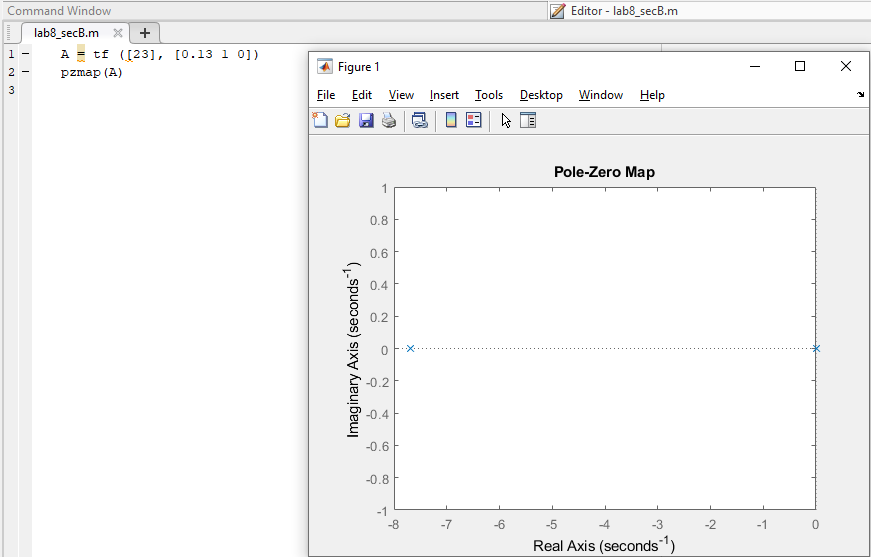 Command Window
Editor - lab8_secB.m
lab8_secB.m
1 – A = tf ([23], [0.13 1 0])
2 – pzmap(A)
3
Figure 1
File Edit View Insert Tools Desktop Window Help
Pole-Zero Map
Imaginary Axis (seconds⁻¹)
1
0.8
0.6
0.4
0.2
0
-0.2
-0.4
-0.6
-0.8
-1
-8 -7 -6 -5 -4 -3 -2 -1 0
Real Axis (seconds⁻¹)